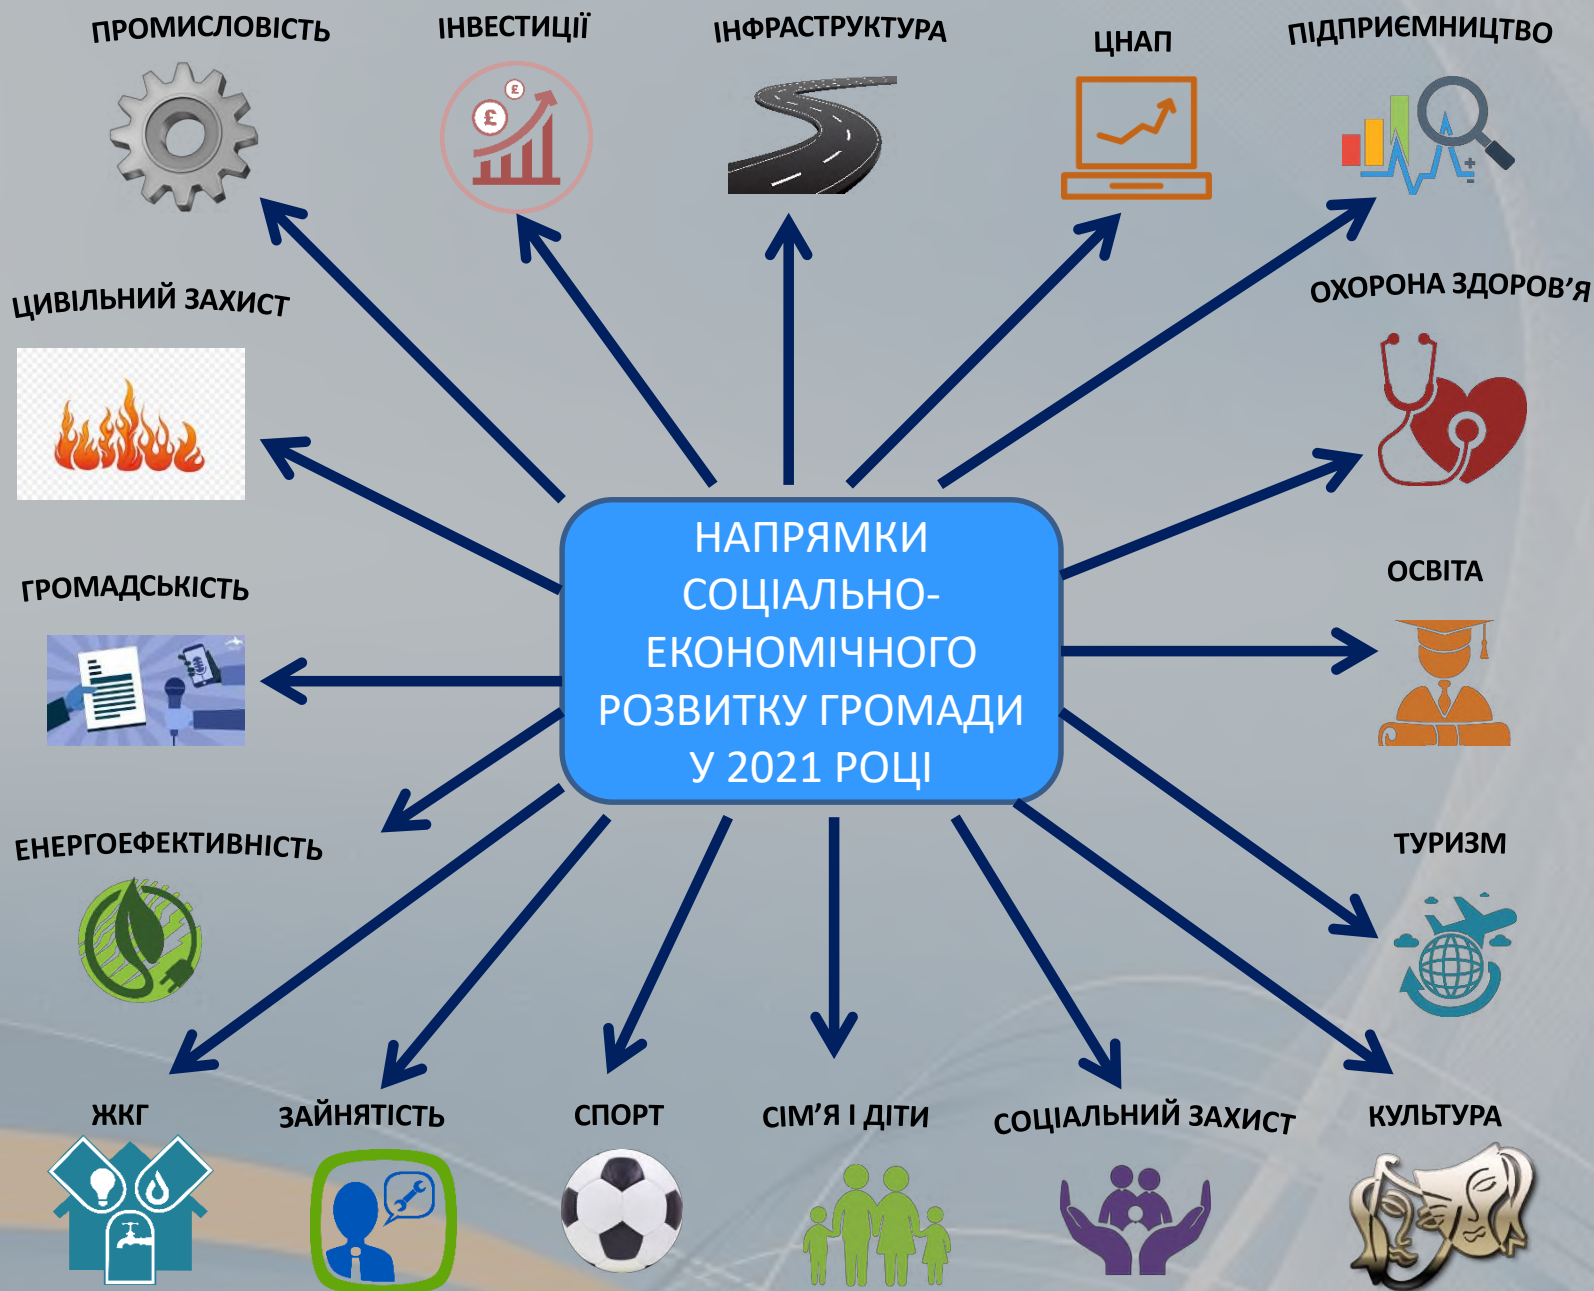 ПРОМИСЛОВІСТЬ
ІНВЕСТИЦІЇ
ІНФРАСТРУКТУРА
ЦНАП
ПІДПРИЄМНИЦТВО
ЦИВІЛЬНИЙ ЗАХИСТ
ОХОРОНА ЗДОРОВ’Я
НАПРЯМКИ
СОЦІАЛЬНО-
ЕКОНОМІЧНОГО
РОЗВИТКУ ГРОМАДИ
У 2021 РОЦІ
ГРОМАДСЬКІСТЬ
ОСВІТА
ЕНЕРГОЕФЕКТИВНІСТЬ
ТУРИЗМ
ЖКГ
ЗАЙНЯТІСТЬ
СПОРТ
СІМ’Я І ДІТИ
СОЦІАЛЬНИЙ ЗАХИСТ
КУЛЬТУРА